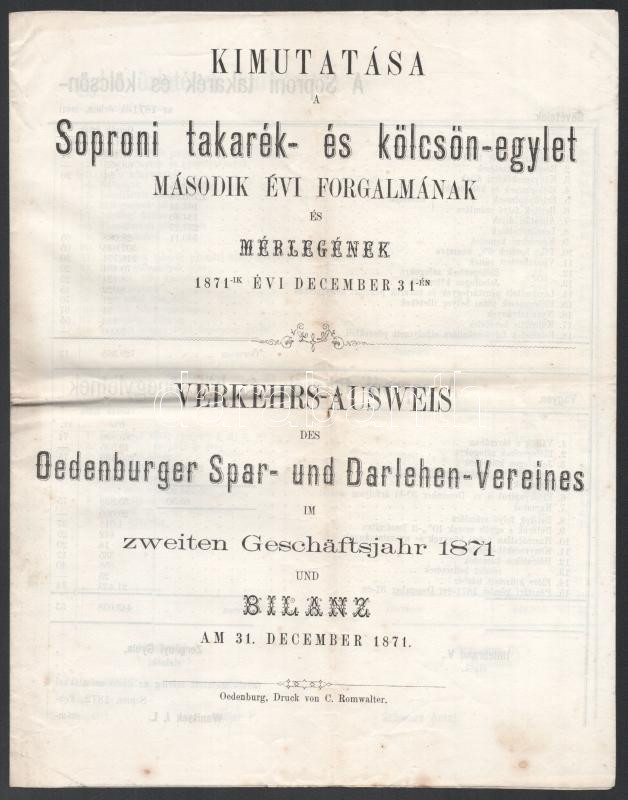 KIMUTATÁSA
A
Soproni takarék- és kölcsön-egylet
MÁSODIK ÉVI FORGALMÁNAK
ÉS
MÉRLEGÉNEK
1871-IK ÉVI DECEMBER 31-ÉN
VERKEHRS-AUSWEIS
DES
Oedenburger Spar- und Darlehen-Vereines
IM
zweiten Geschäftsjahr 1871
UND
BILANZ
AM 31. DECEMBER 1871.
Oedenburg, Druck von C. Romwalter.